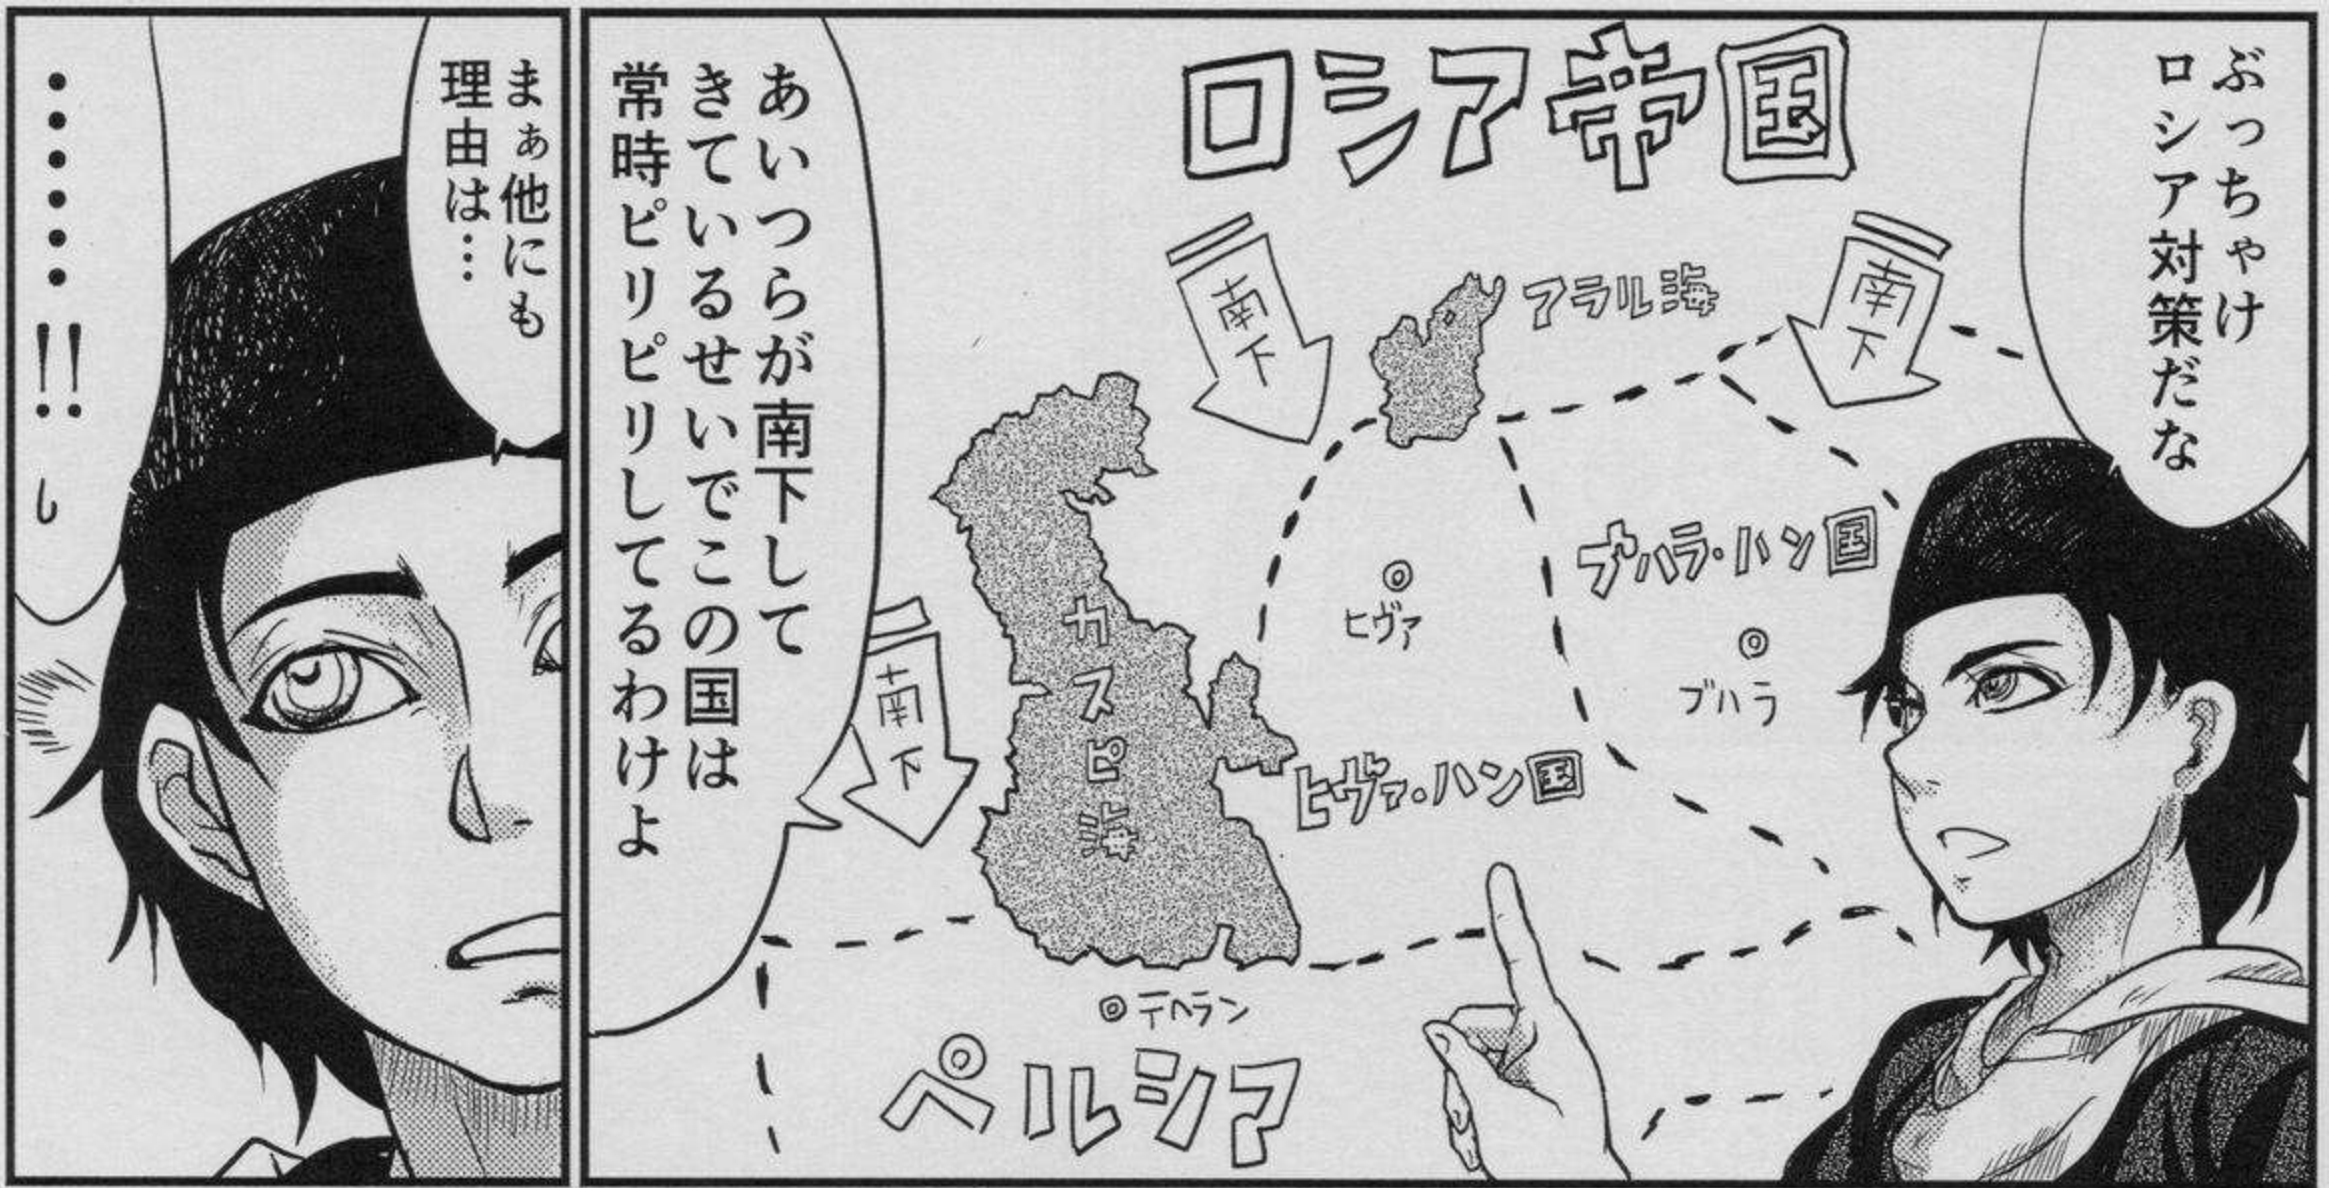 ぶっちゃけ
ロシア対策だな
ロシア帝国
南下
アラル海
南下
ブハラ・ハン国
ヒヴァ
ブハラ
カスピ海
ヒヴァ・ハン国
南下
テヘラン
ペルシア
あいつらが南下して
きているせいでこの国は
常時ピリピリしてるわけよ
まぁ他にも
理由は…
……!!